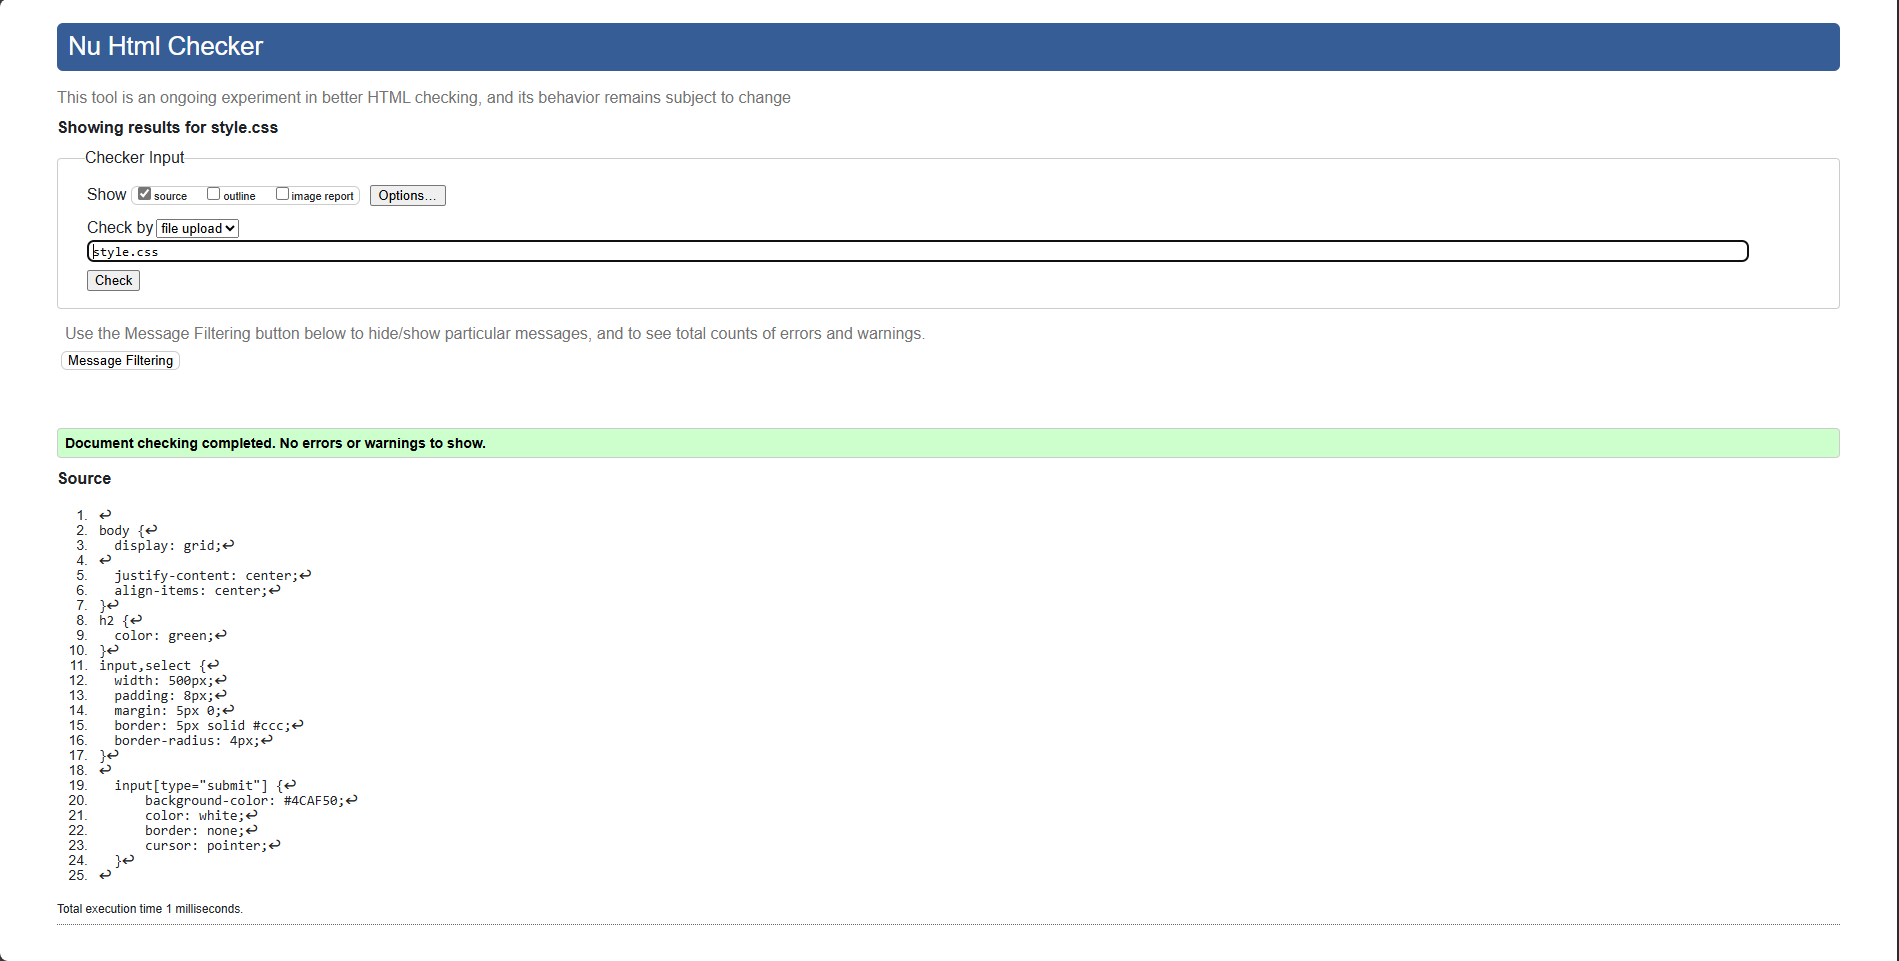 Nu Html Checker
This tool is an ongoing experiment in better HTML checking, and its behavior remains subject to change
Showing results for style.css
Checker Input
Show source outline image report Options...
Check by file upload
style.css
Check
Use the Message Filtering button below to hide/show particular messages, and to see total counts of errors and warnings.
Message Filtering
Document checking completed. No errors or warnings to show.
Source
1. ↩
2. body {↩
3.   display: grid;↩
4. ↩
5.   justify-content: center;↩
6.   align-items: center;↩
7. }↩
8. h2 {↩
9.   color: green;↩
10. }↩
11. input,select {↩
12.   width: 500px;↩
13.   padding: 8px;↩
14.   margin: 5px 0;↩
15.   border: 5px solid #ccc;↩
16.   border-radius: 4px;↩
17. }↩
18. ↩
19.   input[type="submit"] {↩
20.       background-color: #4CAF50;↩
21.       color: white;↩
22.       border: none;↩
23.       cursor: pointer;↩
24.   }↩
25. ↩
Total execution time 1 milliseconds.